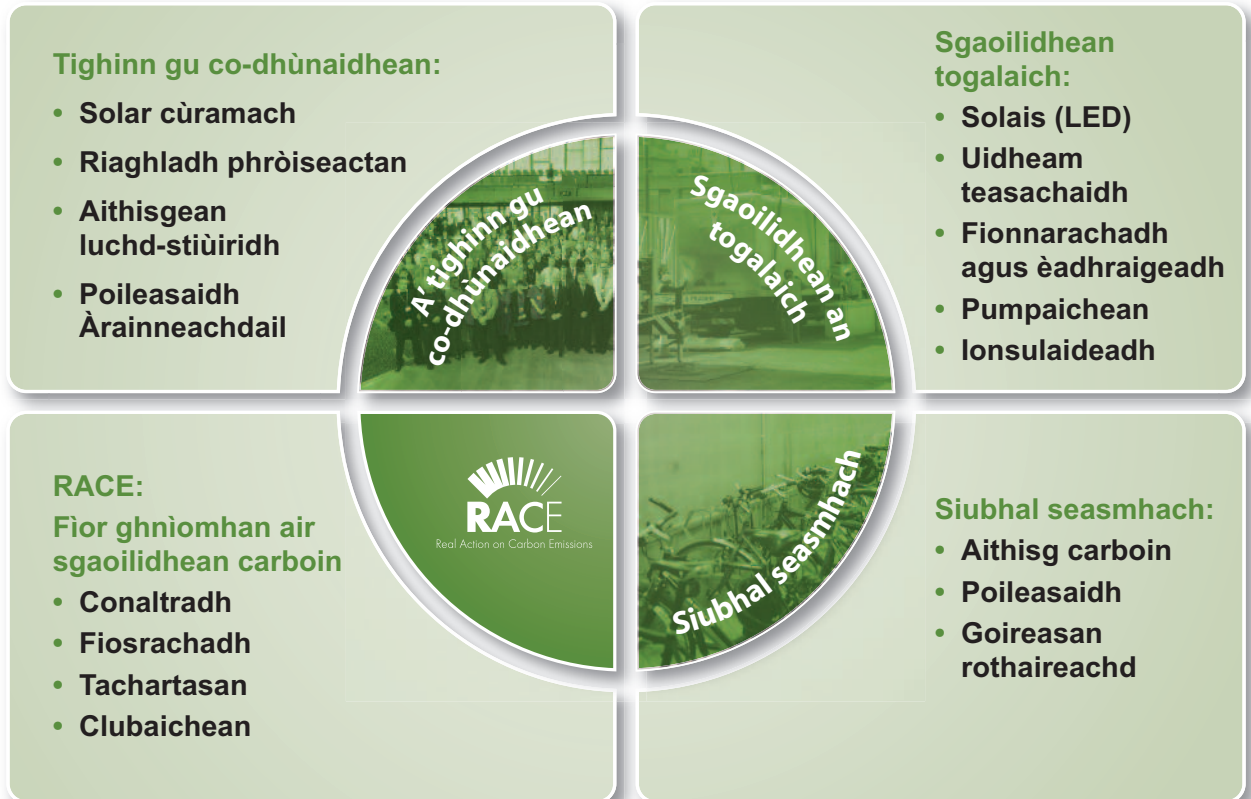 Tighinn gu co-dhùnaidhean:
• Solar cùramach
• Riaghladh phròiseactan
• Aithisgean
luchd-stiùiridh
• Poileasaidh
Àrainneachdail
A' tighinn gu
co-dhùnaidhean
Sgaoilidhean an
togalaich
Sgaoilidhean
togalaich:
• Solais (LED)
• Uidheam
teasachaidh
• Fionnarachadh
agus èadhraigeadh
• Pumpaichean
• Ionsulaideadh
RACE:
Fìor ghnìomhan air
sgaoilidhean carboin
• Conaltradh
• Fiosrachadh
• Tachartasan
• Clubaichean
RACE
Real Action on Carbon Emissions
Siubhal seasmhach
Siubhal seasmhach:
• Aithisg carboin
• Poileasaidh
• Goireasan
rothaireachd